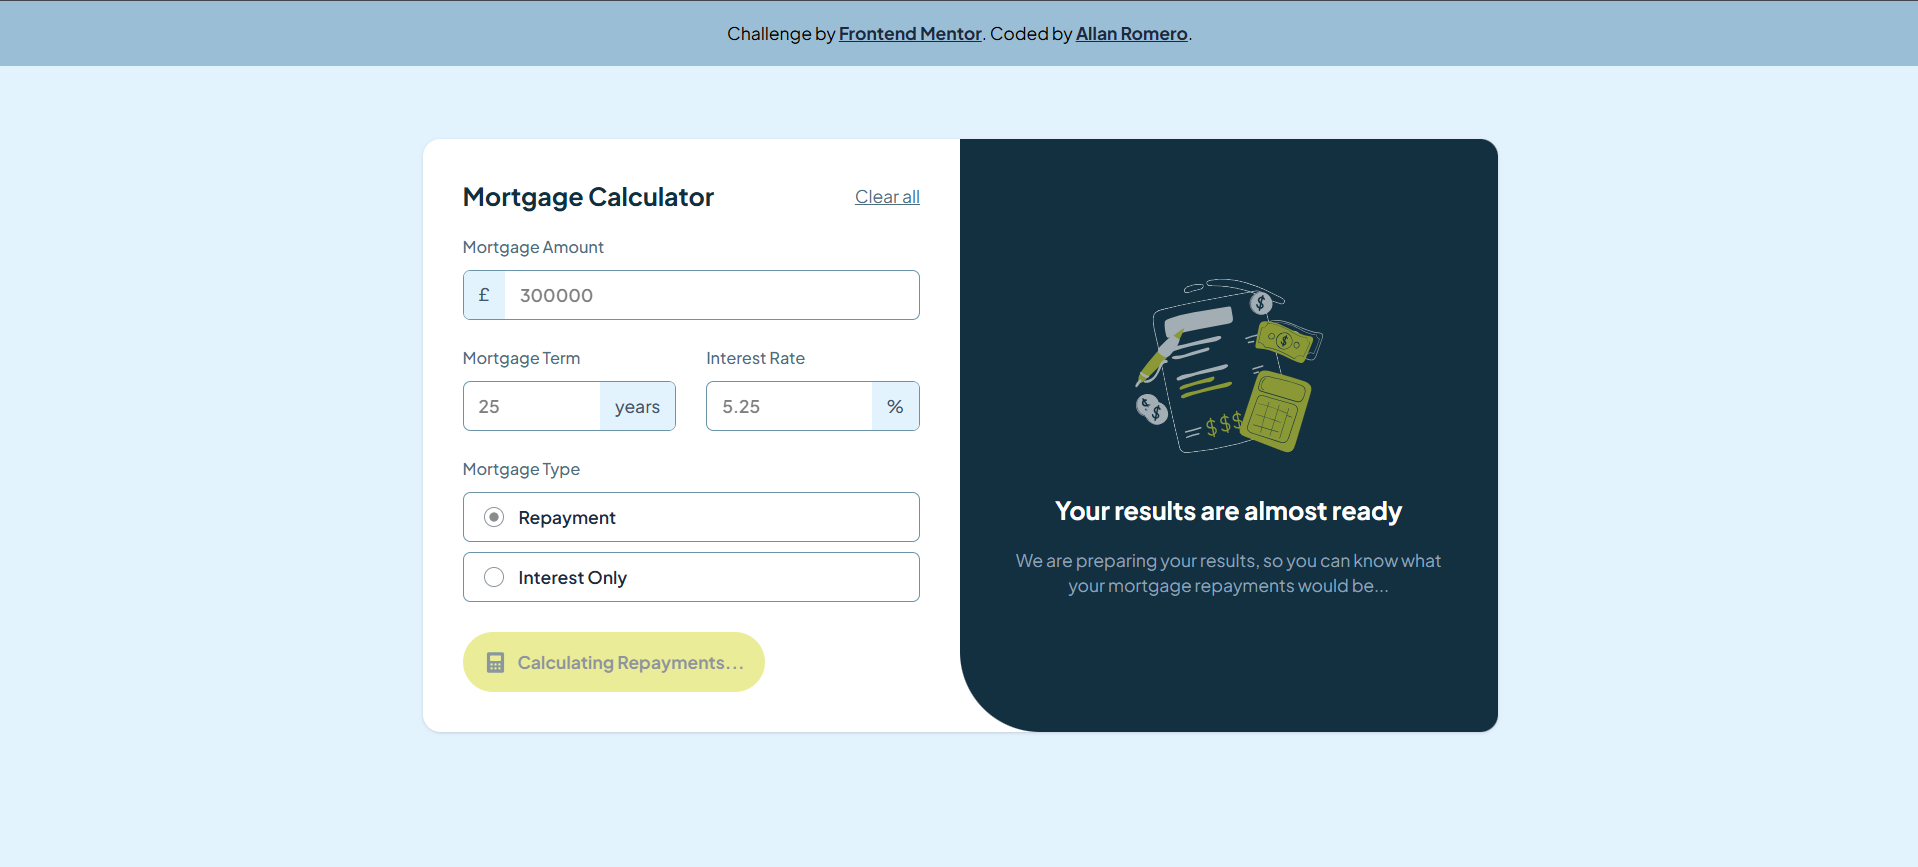 Challenge by Frontend Mentor. Coded by Allan Romero.
Mortgage Calculator
Clear all
Mortgage Amount
£ 300000
Mortgage Term
Interest Rate
25 years
5.25 %
Mortgage Type
Repayment
Interest Only
Calculating Repayments...
$
$
$
$
$$$
Your results are almost ready
We are preparing your results, so you can know what
your mortgage repayments would be...